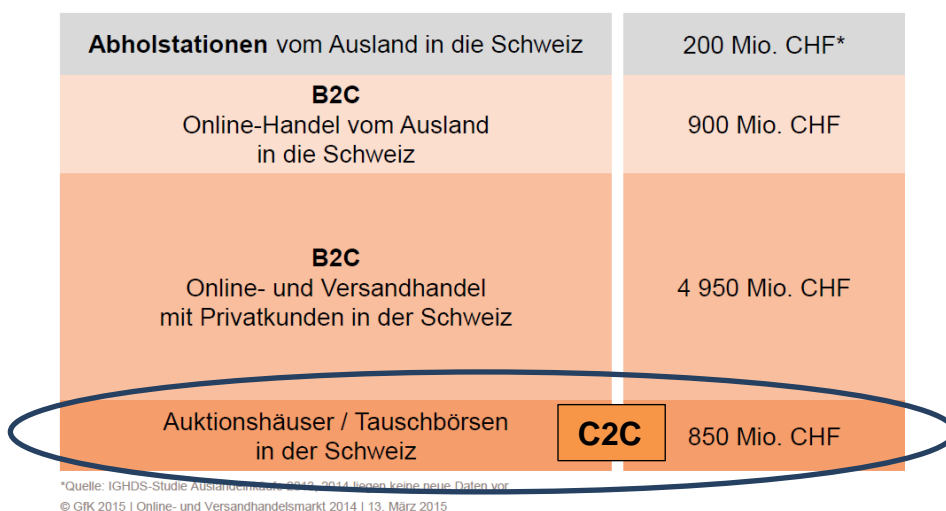 Abholstationen vom Ausland in die Schweiz
200 Mio. CHF*
B2C
Online-Handel vom Ausland
in die Schweiz
900 Mio. CHF
B2C
Online- und Versandhandel
mit Privatkunden in der Schweiz
4 950 Mio. CHF
Auktionshäuser / Tauschbörsen
in der Schweiz
C2C
850 Mio. CHF
*Quelle: IGHDS-Studie Auslandeinkäufe 2013, 2014 liegen keine neue Daten vor
© GfK 2015 I Online- und Versandhandelsmarkt 2014 I 13. März 2015